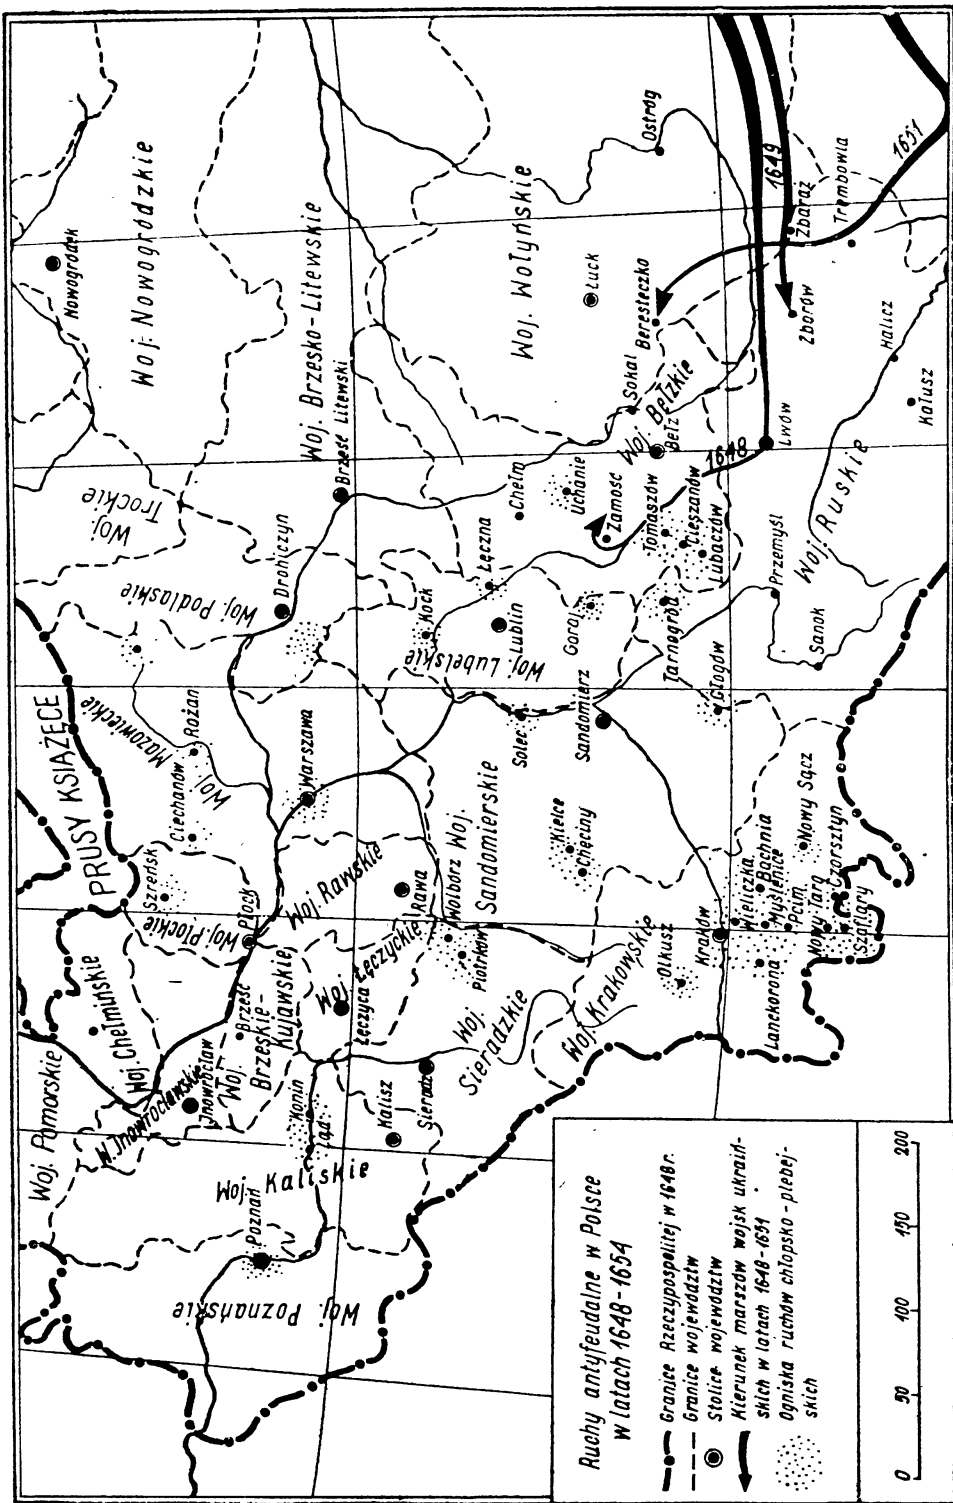 Ruchy antyfeudalne w Polsce
w latach 1648-1654
Granice Rzeczypospolitej w 1648 r.
Granice województw
Stolice województw
Kierunek marszów wojsk ukraiń-
skich w latach 1648-1651
Ogniska ruchów chłopsko-plebej-
skich
0
50
100
150
200
PRUSY KSIĄŻĘCE
Woj. Pomorskie
Woj. Chełmińskie
W. Jnowrocławskie
Jnowrocław
Woj.
Brzeskie-
Kujawskie
Brześć
Woj. Płockie
Płock
Szreńsk
Ciechanów
Rożan
Woj.
Mazowieckie
Warszawa
Woj. Podlaskie
Drohiczyn
Woj.
Trockie
Woj. Nowogródzkie
Nowogródek
Woj. Brzesko-Litewskie
Brześć Litewski
Woj. Poznańskie
Poznań
Woj.
Kaliskie
Konin
Ląd
Kalisz
Sieradz
Woj.
Sieradzkie
Woj. Łęczyckie
Łęczyca
Woj. Rawskie
Rawa
Wolbórz
Piotrków
Woj.
Sandomierskie
Kielce
Chęciny
Solec
Sandomierz
Woj. Lubelskie
Lublin
Kock
Łęczna
Goraj
Chełm
Uchanie
Zamość
Tomaszów
Cieszanów
Lubaczów
Tarnogród
Głogów
Woj. Bełzkie
Bełz
Sokal
Woj. Wołyńskie
Łuck
Ostróg
Beresteczko
Zbaraż
Zborów
Trembowla
1648
1649
1651
Lwów
Halicz
Kałusz
Woj. Ruskie
Przemyśl
Sanok
Woj. Krakowskie
Olkusz
Kraków
Wieliczka
Bochnia
Myślenice
Pcim
Lanckorona
Nowy Targ
Szaflary
Czorsztyn
Nowy Sącz